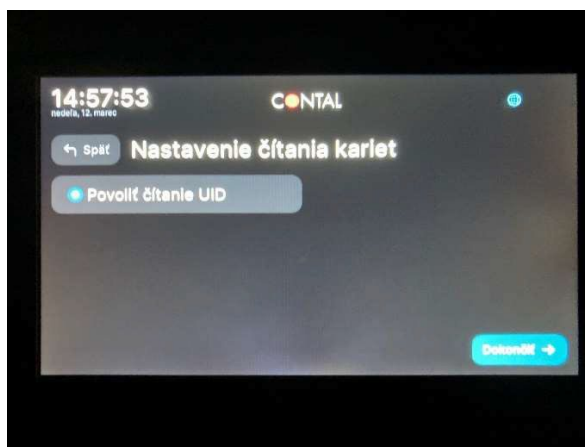 14:57:53
nedeľa, 12. marec
CONTAL
Späť
Nastavenie čítania kariet
Povoliť čítanie UID
Dokončiť